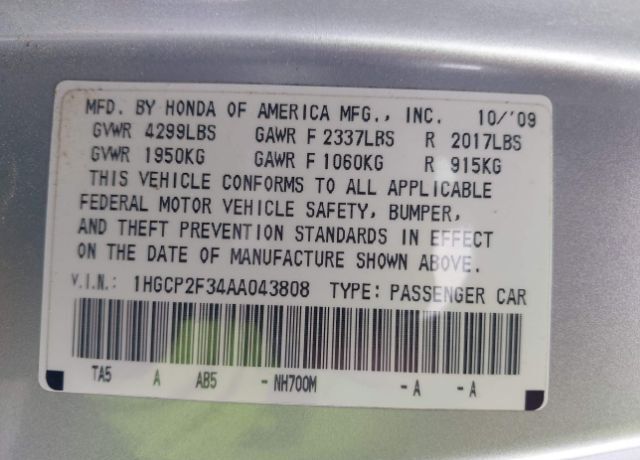 MFD. BY HONDA OF AMERICA MFG., INC. 10/'09
GVWR 4299LBS GAWR F 2337LBS R 2017LBS
GVWR 1950KG GAWR F 1060KG R 915KG
THIS VEHICLE CONFORMS TO ALL APPLICABLE
FEDERAL MOTOR VEHICLE SAFETY, BUMPER,
AND THEFT PREVENTION STANDARDS IN EFFECT
ON THE DATE OF MANUFACTURE SHOWN ABOVE.
V.I.N.: 1HGCP2F34AA043808 TYPE: PASSENGER CAR
TA5 A AB5 - NH700M - A - A